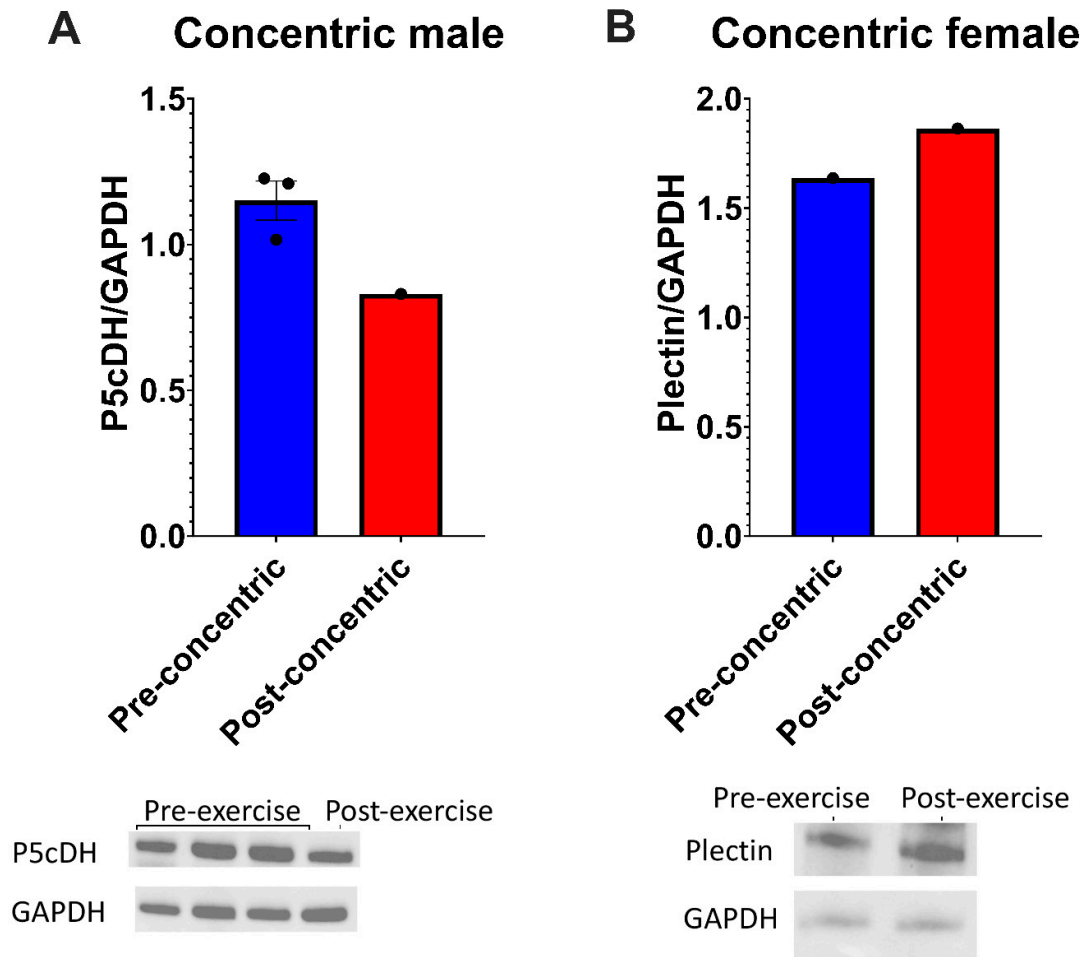 A Concentric male
P5cDH/GAPDH
1.5
1.0
0.5
0.0
Pre-concentric
Post-concentric
Pre-exercise Post-exercise
P5cDH
GAPDH
B Concentric female
Plectin/GAPDH
2.0
1.5
1.0
0.5
0.0
Pre-concentric
Post-concentric
Pre-exercise Post-exercise
Plectin
GAPDH